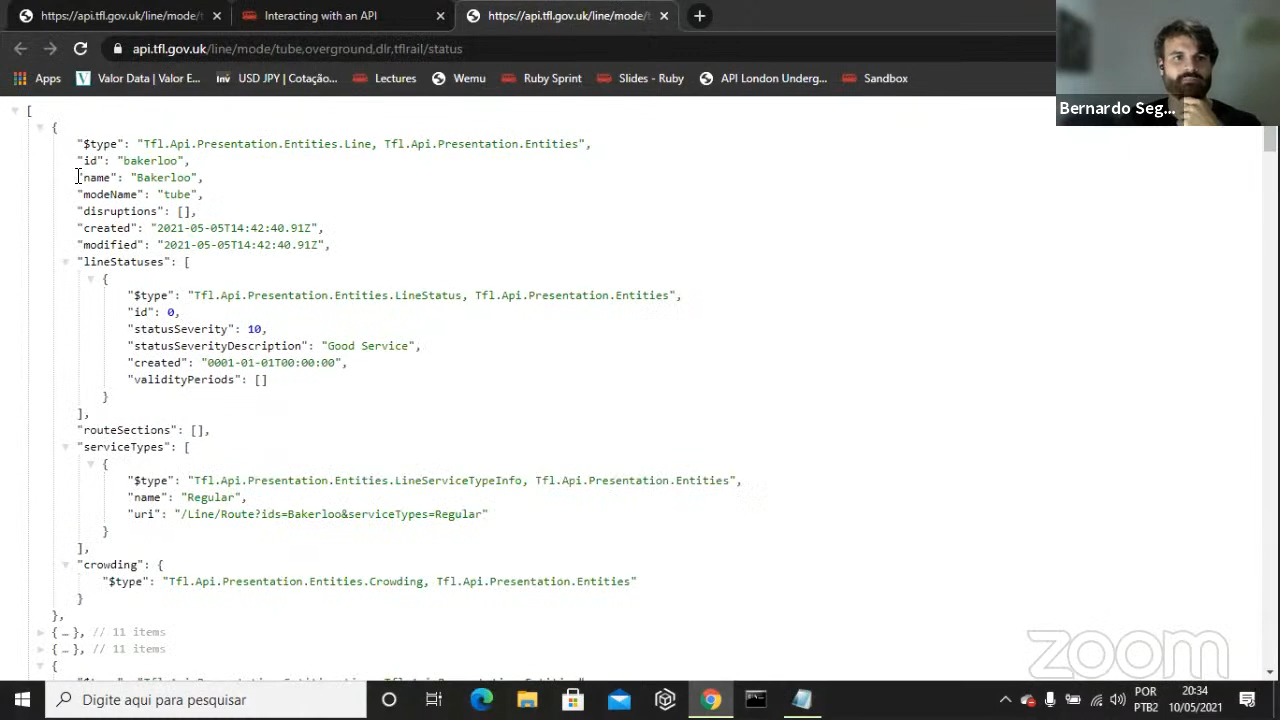 https://api.tfl.gov.uk/line/mode/t
Interacting with an API
https://api.tfl.gov.uk/line/mode/t
api.tfl.gov.uk/line/mode/tube,overground,dlr,tflrail/status
Apps
Valor Data | Valor E...
inv
USD JPY | Cotação...
Lectures
Wemu
Ruby Sprint
Slides - Ruby
API London Underg...
Sandbox
Bernardo Seg...
[
{
"$type": "Tfl.Api.Presentation.Entities.Line, Tfl.Api.Presentation.Entities",
"id": "bakerloo",
"name": "Bakerloo",
"modeName": "tube",
"disruptions": [],
"created": "2021-05-05T14:42:40.91Z",
"modified": "2021-05-05T14:42:40.91Z",
"lineStatuses": [
{
"$type": "Tfl.Api.Presentation.Entities.LineStatus, Tfl.Api.Presentation.Entities",
"id": 0,
"statusSeverity": 10,
"statusSeverityDescription": "Good Service",
"created": "0001-01-01T00:00:00",
"validityPeriods": []
}
],
"routeSections": [],
"serviceTypes": [
{
"$type": "Tfl.Api.Presentation.Entities.LineServiceTypeInfo, Tfl.Api.Presentation.Entities",
"name": "Regular",
"uri": "/Line/Route?ids=Bakerloo&serviceTypes=Regular"
}
],
"crowding": {
"$type": "Tfl.Api.Presentation.Entities.Crowding, Tfl.Api.Presentation.Entities"
}
},
{ … }, // 11 items
{ … }, // 11 items
{
zoom
Digite aqui para pesquisar
POR
PTB2
20:34
10/05/2021